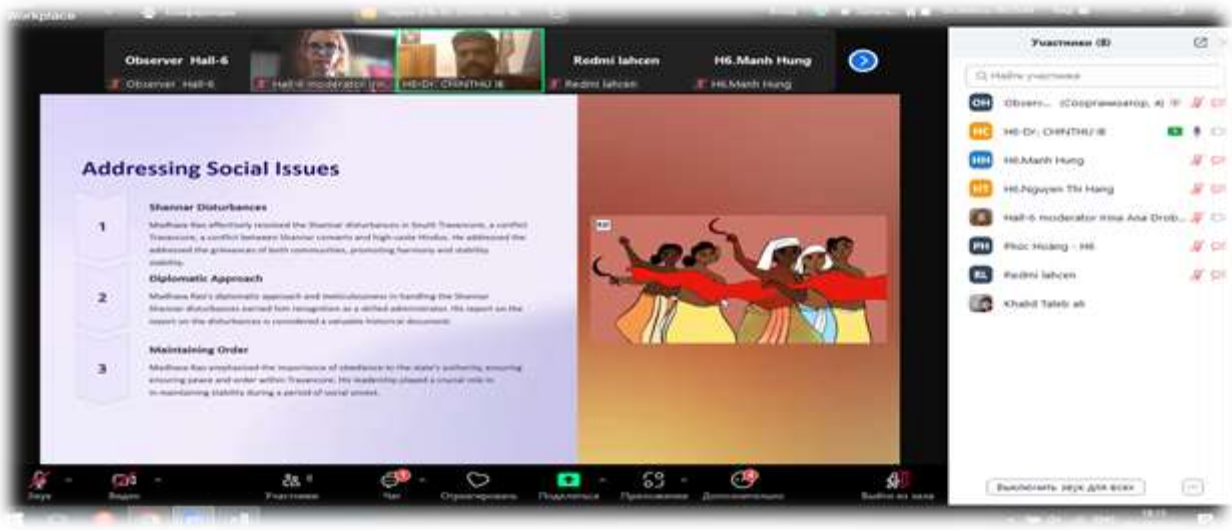 Workplace
Observer Hall-6
Redmi lahcen
H6.Manh Hung
Observer Hall-6
Hall-6 moderator
H6-Dr. CHINTHU IB
Redmi lahcen
H6.Manh Hung
Addressing Social Issues
1
Shannar Disturbances
Madhava Rao effectively resolved the Shannar disturbances in South Travancore, a conflict
Travancore, a conflict between Shannar converts and high-caste Hindus. He addressed the
addressed the grievances of both communities, promoting harmony and stability
stability.
2
Diplomatic Approach
Madhava Rao's diplomatic approach and meticulousness in handling the Shannar
Shannar disturbances earned him recognition as a skilled administrator. His report on the
report on the disturbances is considered a valuable historical document.
3
Maintaining Order
Madhava Rao emphasized the importance of obedience to the state's authority, ensuring
ensuring peace and order within Travancore. His leadership played a crucial role in
in maintaining stability during a period of social unrest.
Участники (8)
Найти участника
OH Observ... (Соорганизатор, я)
HC H6-Dr. CHINTHU IB
HH H6.Manh Hung
HT H6.Nguyen Thi Hang
Hall-6 moderator Irina Ana Drob...
PH Phuc Hoang - H6
RL Redmi lahcen
Khalid Taleb ali
Звук
Видео
Участники
Чат
Отреагировать
Поделиться
Приложения
Дополнительно
Выйти из зала
Выключить звук для всех